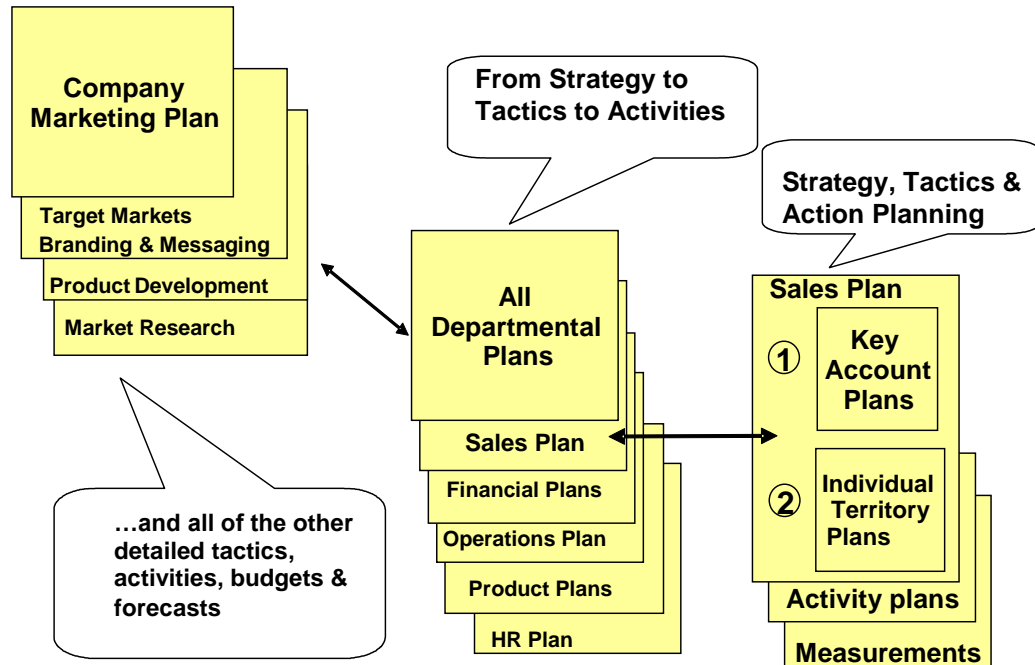 Company
Marketing Plan
Target Markets
Branding & Messaging
Product Development
Market Research
…and all of the other
detailed tactics,
activities, budgets &
forecasts
From Strategy to
Tactics to Activities
All
Departmental
Plans
Sales Plan
Financial Plans
Operations Plan
Product Plans
HR Plan
Strategy, Tactics &
Action Planning
Sales Plan
1
Key
Account
Plans
2
Individual
Territory
Plans
Activity plans
Measurements